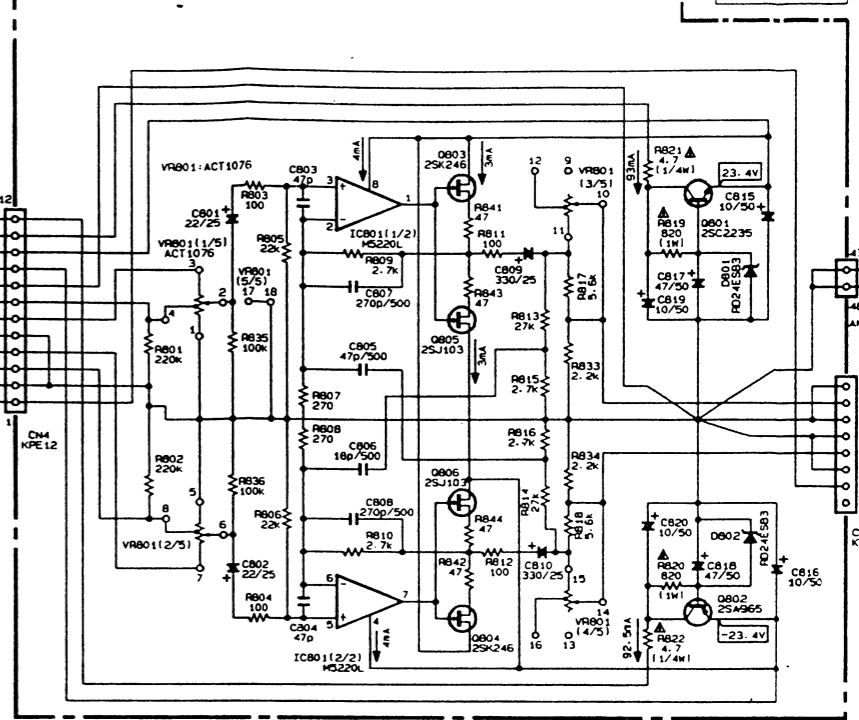 VR801:ACT1076
C803
47p
4mA
3
8
1
2
Q803
2SK246
3mA
12
9
VR801
(3/5)
10
11
93mA
R821
4.7
(1/4W)
23.4V
C815
10/50
R803
100
C801
22/25
VR801(1/5)
ACT1076
3
R805
22k
IC801(1/2)
M5220L
R809
2.7k
C807
270p/500
R841
47
R811
100
C809
330/25
R843
47
R819
820
(1W)
Q801
2SC2235
C817
47/50
C819
10/50
D801
RD24ESB3
R817
5.6k
R813
27k
12
VR801
(5/5)
17
18
2
4
1
R801
220k
R835
100k
C805
47p/500
Q805
2SJ103
3mA
R833
2.2k
R815
2.7k
R807
270
R808
270
R816
2.7k
1
CN4
KPE12
R802
220k
R836
100k
C806
18p/500
R834
2.2k
Q806
2SJ103
R814
27k
R818
5.6k
5
8
6
VR801(2/5)
7
R806
22k
C808
270p/500
R810
2.7k
R844
47
R842
47
R812
100
C810
330/25
C820
10/50
D802
RD24ESB3
R820
820
(1W)
C818
47/50
C816
10/50
C802
22/25
R804
100
C804
47p
6
5
7
4
15
14
VR801
(4/5)
16
13
Q802
2SA965
-23.4V
R822
4.7
(1/4W)
92.5mA
IC801(2/2)
M5220L
4mA
Q804
2SK246